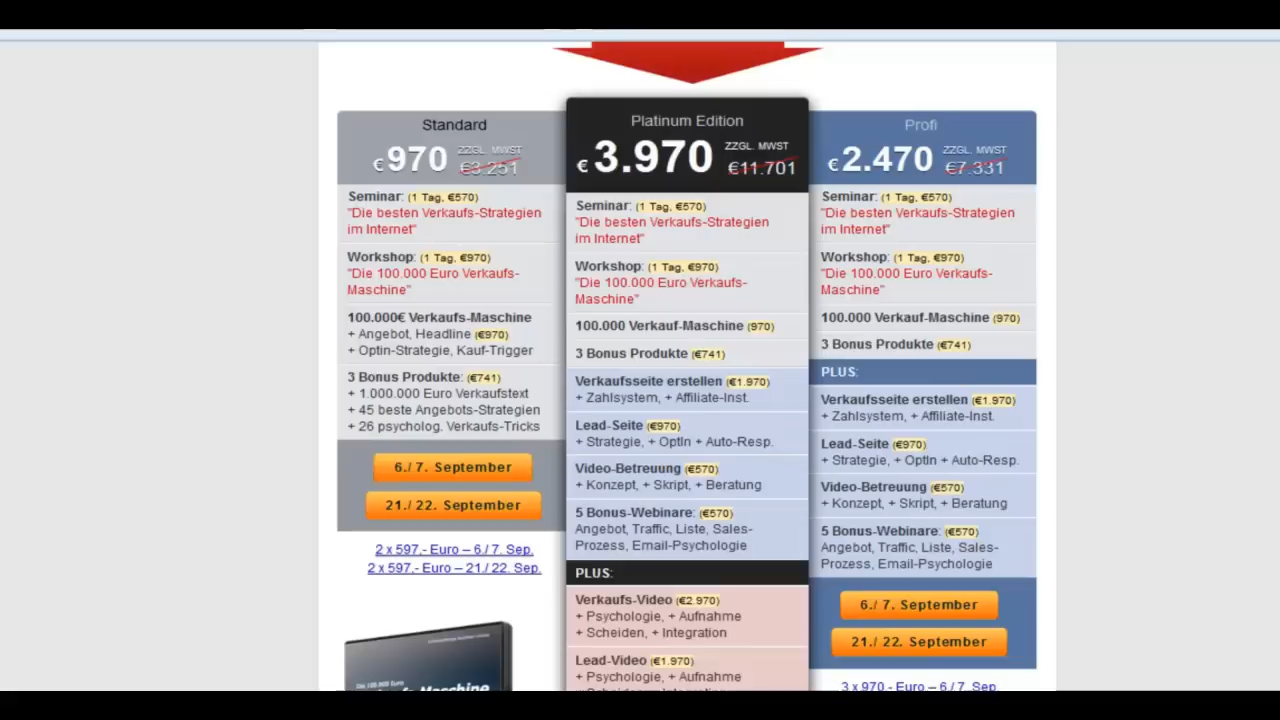 Standard
€ 970 ZZGL. MWST €3.251
Seminar: (1 Tag, €570)
"Die besten Verkaufs-Strategien
im Internet"
Workshop: (1 Tag, €970)
"Die 100.000 Euro Verkaufs-
Maschine"
100.000€ Verkaufs-Maschine
+ Angebot, Headline (€970)
+ Optin-Strategie, Kauf-Trigger
3 Bonus Produkte: (€741)
+ 1.000.000 Euro Verkaufstext
+ 45 beste Angebots-Strategien
+ 26 psycholog. Verkaufs-Tricks
6./ 7. September
21./ 22. September
2 x 597,- Euro – 6./ 7. Sep.
2 x 597,- Euro – 21./ 22. Sep.
Platinum Edition
€ 3.970 ZZGL. MWST €11.701
Seminar: (1 Tag, €570)
"Die besten Verkaufs-Strategien
im Internet"
Workshop: (1 Tag, €970)
"Die 100.000 Euro Verkaufs-
Maschine"
100.000 Verkauf-Maschine (970)
3 Bonus Produkte (€741)
Verkaufsseite erstellen (€1.970)
+ Zahlsystem, + Affiliate-Inst.
Lead-Seite (€970)
+ Strategie, + OptIn + Auto-Resp.
Video-Betreuung (€570)
+ Konzept, + Skript, + Beratung
5 Bonus-Webinare: (€570)
Angebot, Traffic, Liste, Sales-
Prozess, Email-Psychologie
PLUS:
Verkaufs-Video (€2.970)
+ Psychologie, + Aufnahme
+ Scheiden, + Integration
Lead-Video (€1.970)
+ Psychologie, + Aufnahme
Profi
€ 2.470 ZZGL. MWST €7.331
Seminar: (1 Tag, €570)
"Die besten Verkaufs-Strategien
im Internet"
Workshop: (1 Tag, €970)
"Die 100.000 Euro Verkaufs-
Maschine"
100.000 Verkauf-Maschine (970)
3 Bonus Produkte (€741)
PLUS:
Verkaufsseite erstellen (€1.970)
+ Zahlsystem, + Affiliate-Inst.
Lead-Seite (€970)
+ Strategie, + OptIn + Auto-Resp.
Video-Betreuung (€570)
+ Konzept, + Skript, + Beratung
5 Bonus-Webinare: (€570)
Angebot, Traffic, Liste, Sales-
Prozess, Email-Psychologie
6./ 7. September
21./ 22. September
3 x 970,- Euro – 6./ 7. Sep.